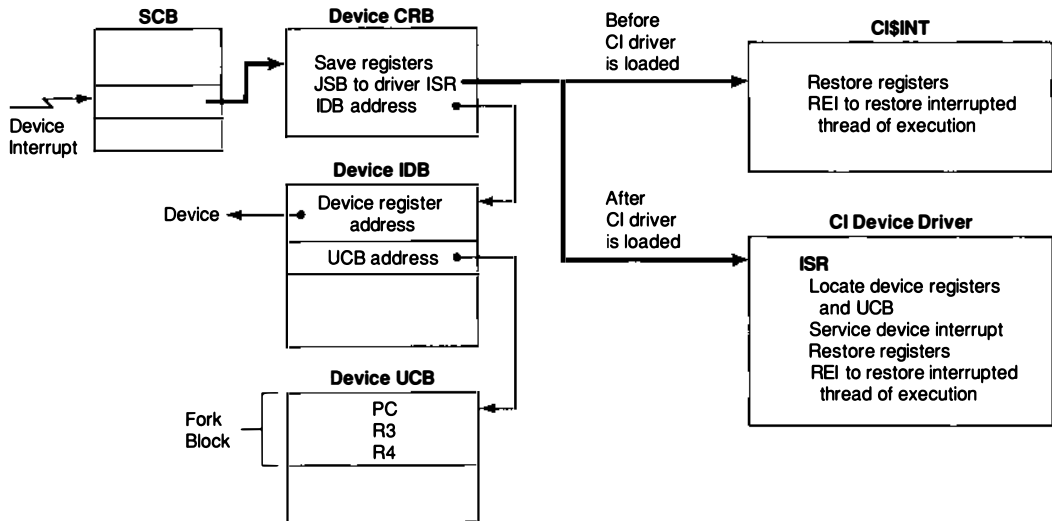 SCB
Device
Interrupt
Device CRB
Save registers
JSB to driver ISR
IDB address
Before
CI driver
is loaded
CI$INT
Restore registers
REI to restore interrupted
thread of execution
Device IDB
Device
Device register
address
UCB address
After
CI driver
is loaded
CI Device Driver
ISR
Locate device registers
and UCB
Service device interrupt
Restore registers
REI to restore interrupted
thread of execution
Device UCB
Fork
Block
PC
R3
R4